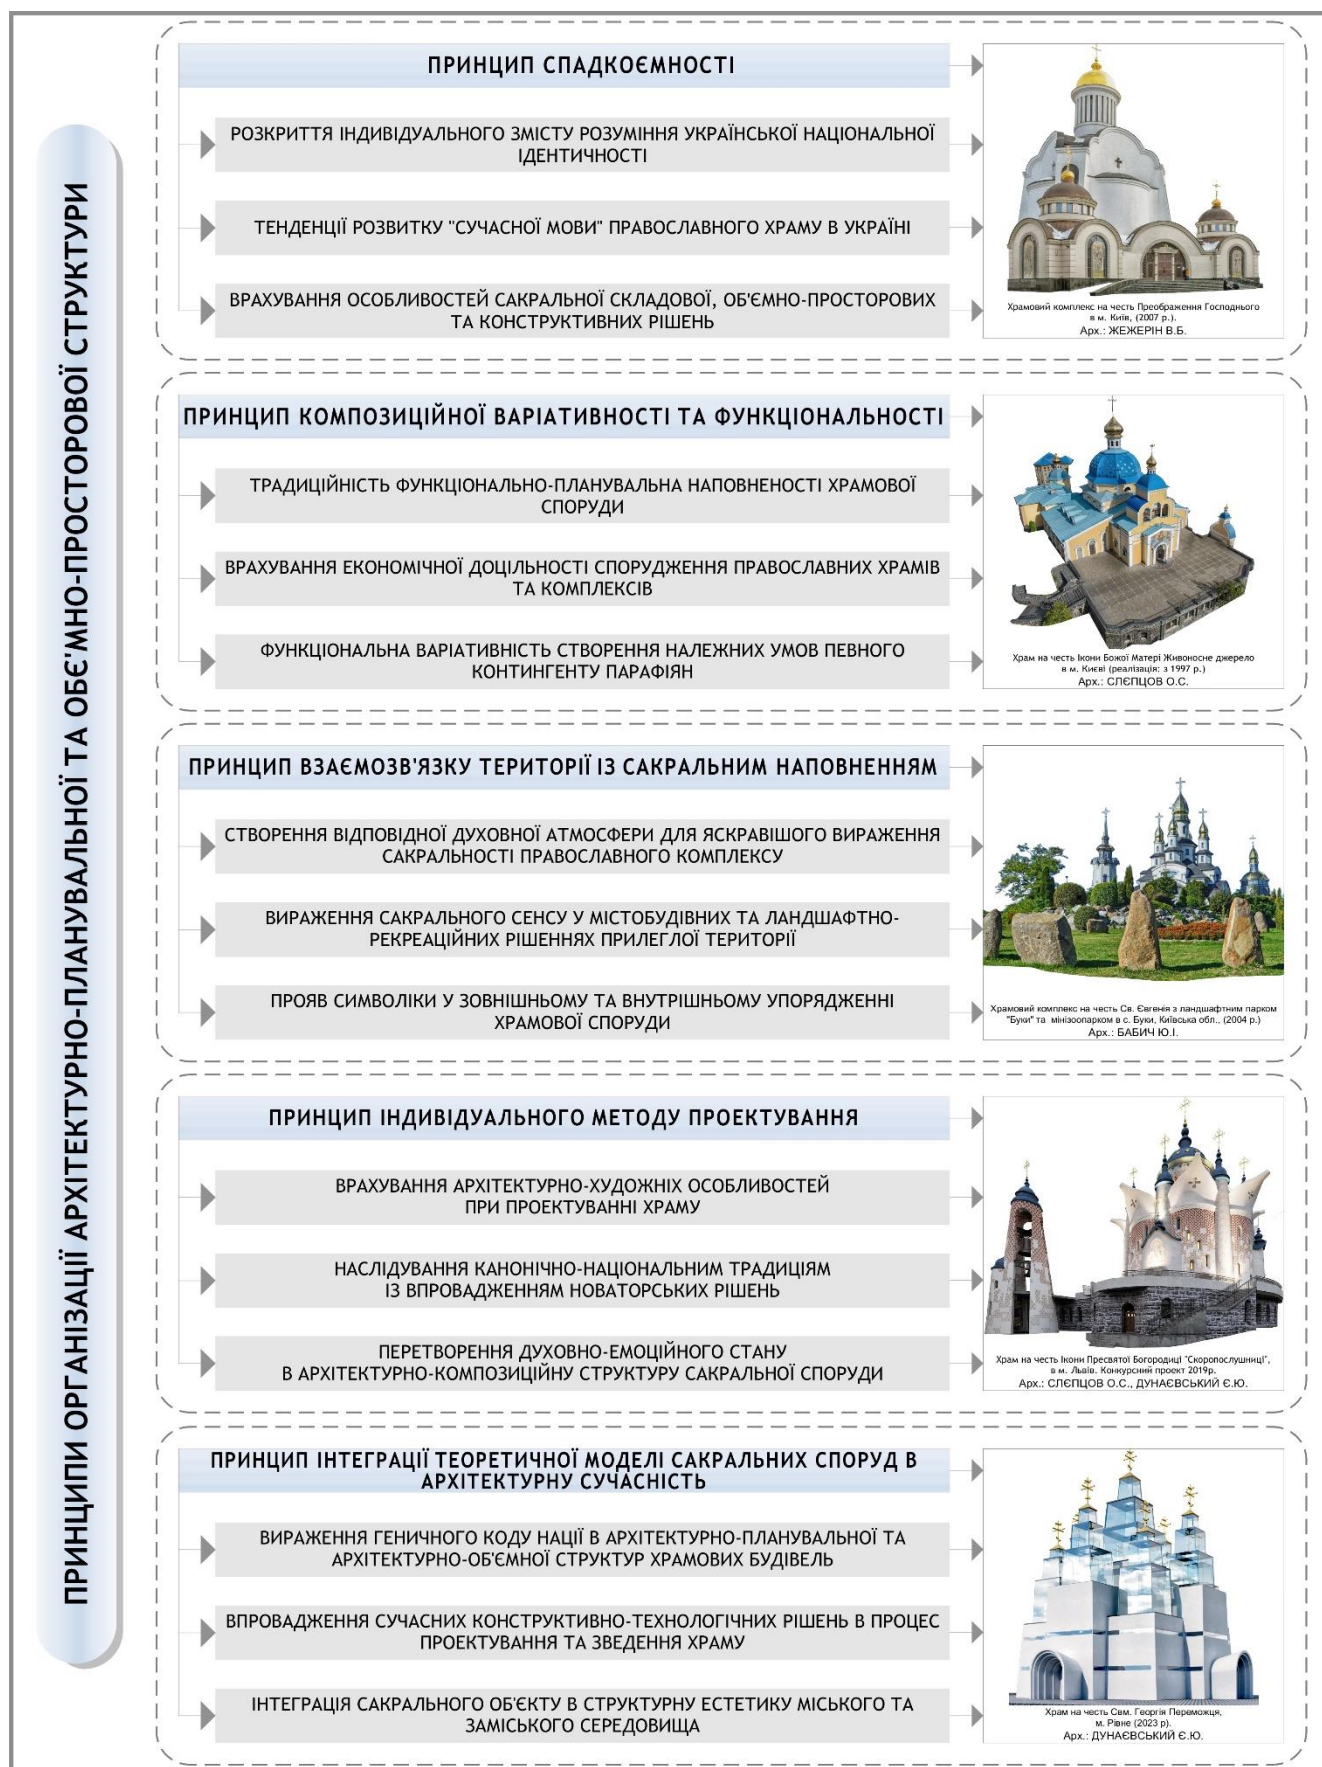 ПРИНЦИПИ ОРГАНІЗАЦІЇ АРХІТЕКТУРНО-ПЛАНУВАЛЬНОЇ ТА ОБЄ'МНО-ПРОСТОРОВОЇ СТРУКТУРИ
ПРИНЦИП СПАДКОЄМНОСТІ
РОЗКРИТТЯ ІНДИВІДУАЛЬНОГО ЗМІСТУ РОЗУМІННЯ УКРАЇНСЬКОЇ НАЦІОНАЛЬНОЇ
ІДЕНТИЧНОСТІ
ТЕНДЕНЦІЇ РОЗВИТКУ "СУЧАСНОЇ МОВИ" ПРАВОСЛАВНОГО ХРАМУ В УКРАЇНІ
ВРАХУВАННЯ ОСОБЛИВОСТЕЙ САКРАЛЬНОЇ СКЛАДОВОЇ, ОБ'ЄМНО-ПРОСТОРОВИХ
ТА КОНСТРУКТИВНИХ РІШЕНЬ
Храмовий комплекс на честь Преображення Господнього
в м. Київ, (2007 р.).
Арх.: ЖЕЖЕРІН В.Б.
ПРИНЦИП КОМПОЗИЦІЙНОЇ ВАРІАТИВНОСТІ ТА ФУНКЦІОНАЛЬНОСТІ
ТРАДИЦІЙНІСТЬ ФУНКЦІОНАЛЬНО-ПЛАНУВАЛЬНА НАПОВНЕНОСТІ ХРАМОВОЇ
СПОРУДИ
ВРАХУВАННЯ ЕКОНОМІЧНОЇ ДОЦІЛЬНОСТІ СПОРУДЖЕННЯ ПРАВОСЛАВНИХ ХРАМІВ
ТА КОМПЛЕКСІВ
ФУНКЦІОНАЛЬНА ВАРІАТИВНІСТЬ СТВОРЕННЯ НАЛЕЖНИХ УМОВ ПЕВНОГО
КОНТИНГЕНТУ ПАРАФІЯН
Храм на честь Ікони Божої Матері Живоносне джерело
в м. Києві (реалізація: з 1997 р.)
Арх.: СЛЄПЦОВ О.С.
ПРИНЦИП ВЗАЄМОЗВ'ЯЗКУ ТЕРИТОРІЇ ІЗ САКРАЛЬНИМ НАПОВНЕННЯМ
СТВОРЕННЯ ВІДПОВІДНОЇ ДУХОВНОЇ АТМОСФЕРИ ДЛЯ ЯСКРАВІШОГО ВИРАЖЕННЯ
САКРАЛЬНОСТІ ПРАВОСЛАВНОГО КОМПЛЕКСУ
ВИРАЖЕННЯ САКРАЛЬНОГО СЕНСУ У МІСТОБУДІВНИХ ТА ЛАНДШАФТНО-
РЕКРЕАЦІЙНИХ РІШЕННЯХ ПРИЛЕГЛОЇ ТЕРИТОРІЇ
ПРОЯВ СИМВОЛІКИ У ЗОВНІШНЬОМУ ТА ВНУТРІШНЬОМУ УПОРЯДЖЕННІ
ХРАМОВОЇ СПОРУДИ
Храмовий комплекс на честь Св. Євгенія з ландшафтним парком
"Буки" та мінізоопарком в с. Буки, Київська обл., (2004 р.)
Арх.: БАБИЧ Ю.І.
ПРИНЦИП ІНДИВІДУАЛЬНОГО МЕТОДУ ПРОЕКТУВАННЯ
ВРАХУВАННЯ АРХІТЕКТУРНО-ХУДОЖНІХ ОСОБЛИВОСТЕЙ
ПРИ ПРОЕКТУВАННІ ХРАМУ
НАСЛІДУВАННЯ КАНОНІЧНО-НАЦІОНАЛЬНИМ ТРАДИЦІЯМ
ІЗ ВПРОВАДЖЕННЯМ НОВАТОРСЬКИХ РІШЕНЬ
ПЕРЕТВОРЕННЯ ДУХОВНО-ЕМОЦІЙНОГО СТАНУ
В АРХІТЕКТУРНО-КОМПОЗИЦІЙНУ СТРУКТУРУ САКРАЛЬНОЇ СПОРУДИ
Храм на честь Ікони Пресвятої Богородиці "Скоропослушниці",
в м. Львів. Конкурсний проект 2019р.
Арх.: СЛЄПЦОВ О.С., ДУНАЄВСЬКИЙ Є.Ю.
ПРИНЦИП ІНТЕГРАЦІЇ ТЕОРЕТИЧНОЇ МОДЕЛІ САКРАЛЬНИХ СПОРУД В
АРХІТЕКТУРНУ СУЧАСНІСТЬ
ВИРАЖЕННЯ ГЕНИЧНОГО КОДУ НАЦІЇ В АРХІТЕКТУРНО-ПЛАНУВАЛЬНОЇ ТА
АРХІТЕКТУРНО-ОБ'ЄМНОЇ СТРУКТУР ХРАМОВИХ БУДІВЕЛЬ
ВПРОВАДЖЕННЯ СУЧАСНИХ КОНСТРУКТИВНО-ТЕХНОЛОГІЧНИХ РІШЕНЬ В ПРОЦЕС
ПРОЕКТУВАННЯ ТА ЗВЕДЕННЯ ХРАМУ
ІНТЕГРАЦІЯ САКРАЛЬНОГО ОБ'ЄКТУ В СТРУКТУРНУ ЕСТЕТИКУ МІСЬКОГО ТА
ЗАМІСЬКОГО СЕРЕДОВИЩА
Храм на честь Свм. Георгія Переможця,
м. Рівне (2023 р).
Арх.: ДУНАЄВСЬКИЙ Є.Ю.